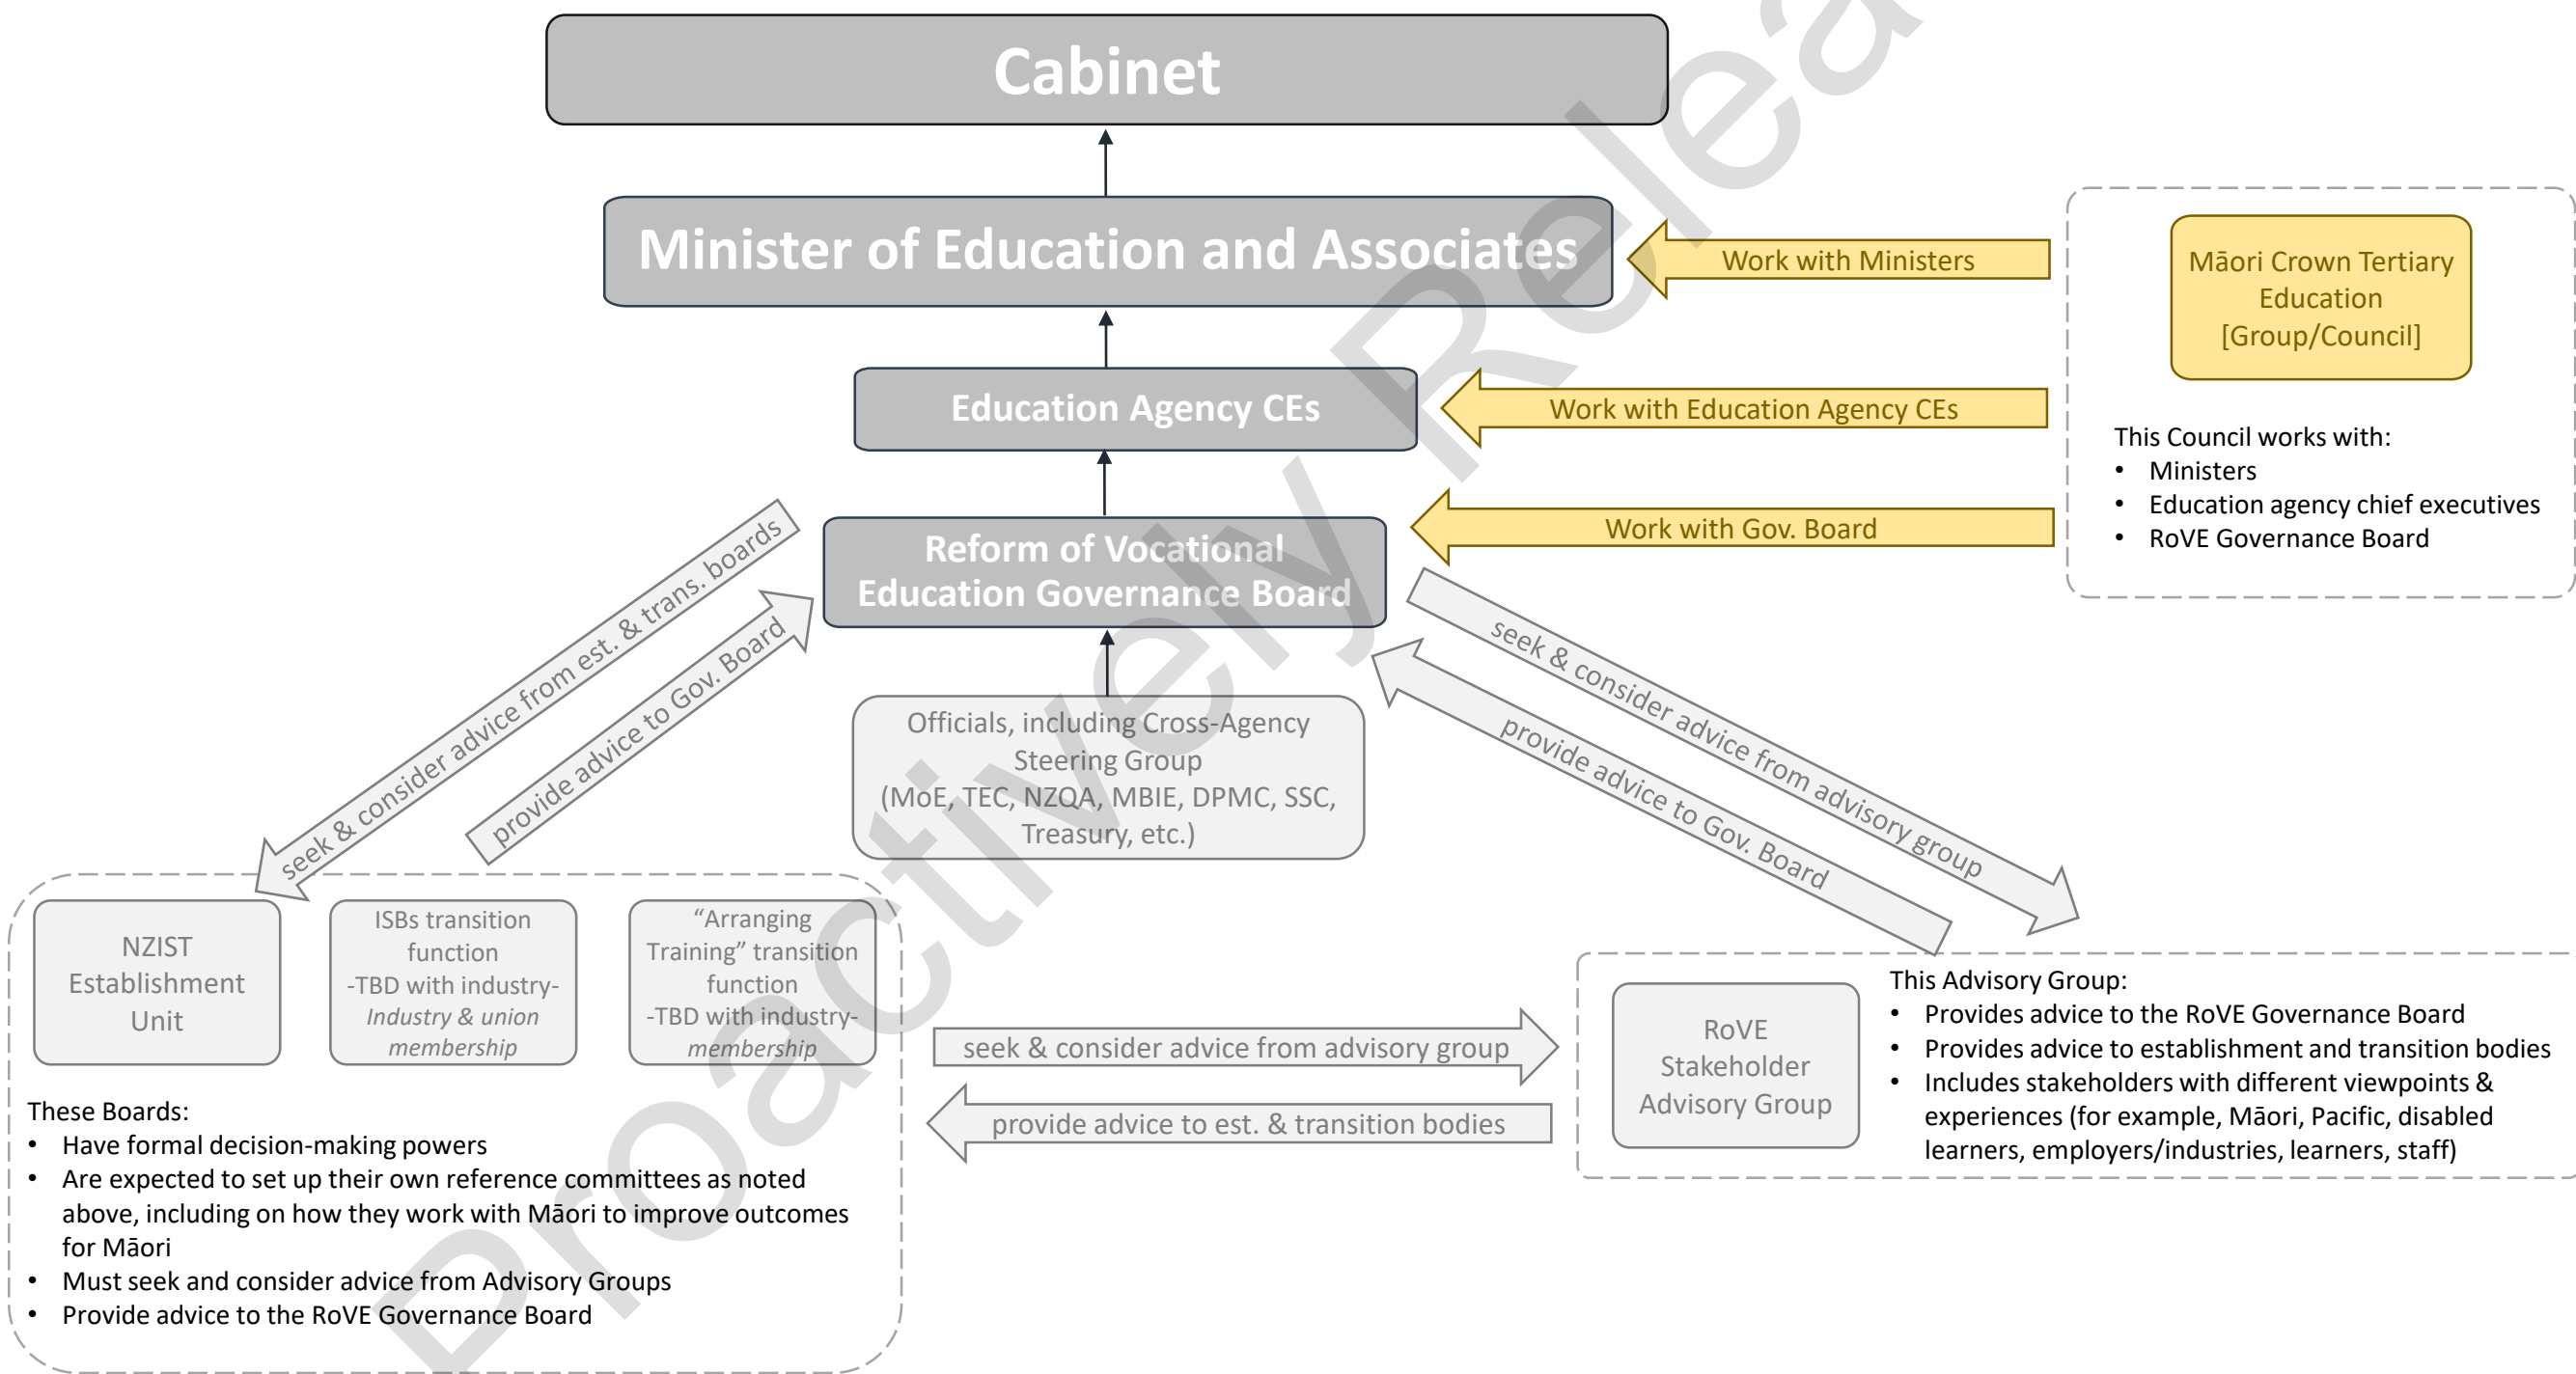 Cabinet
Minister of Education and Associates
Work with Ministers
Māori Crown Tertiary
Education
[Group/Council]
Education Agency CEs
Work with Education Agency CEs
This Council works with:
• Ministers
• Education agency chief executives
• RoVE Governance Board
Reform of Vocational
Education Governance Board
Work with Gov. Board
seek & consider advice from est. & trans. boards
provide advice to Gov. Board
seek & consider advice from advisory group
provide advice to Gov. Board
Officials, including Cross-Agency
Steering Group
(MoE, TEC, NZQA, MBIE, DPMC, SSC,
Treasury, etc.)
NZIST
Establishment
Unit
ISBs transition
function
-TBD with industry-
Industry & union
membership
“Arranging
Training” transition
function
-TBD with industry-
membership
These Boards:
• Have formal decision-making powers
• Are expected to set up their own reference committees as noted
above, including on how they work with Māori to improve outcomes
for Māori
• Must seek and consider advice from Advisory Groups
• Provide advice to the RoVE Governance Board
seek & consider advice from advisory group
provide advice to est. & transition bodies
RoVE
Stakeholder
Advisory Group
This Advisory Group:
• Provides advice to the RoVE Governance Board
• Provides advice to establishment and transition bodies
• Includes stakeholders with different viewpoints &
experiences (for example, Māori, Pacific, disabled
learners, employers/industries, learners, staff)
Proactively Relea